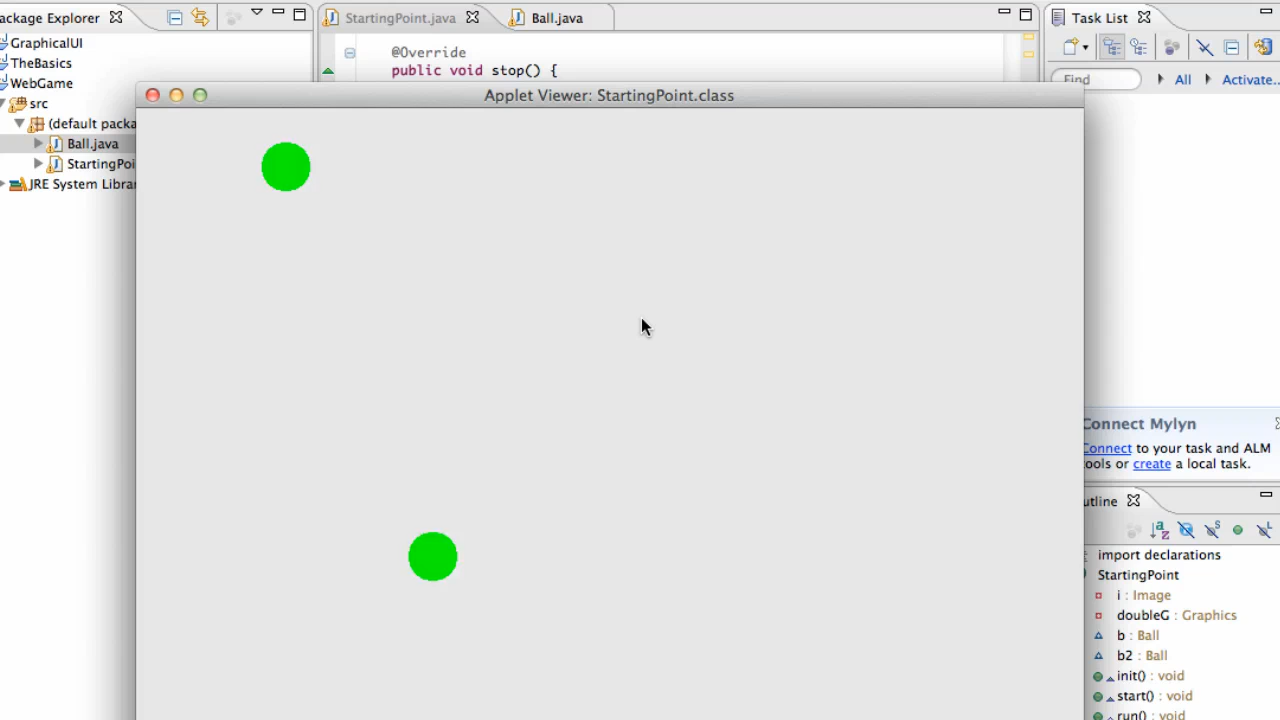 ackage Explorer
GraphicalUI
TheBasics
WebGame
src
(default packa
Ball.java
StartingPoi
JRE System Librar
StartingPoint.java
Ball.java
@Override
public void stop() {
Applet Viewer: StartingPoint.class
Task List
Find
All
Activate..
Connect Mylyn
Connect to your task and ALM
ools or create a local task.
utline
import declarations
StartingPoint
i : Image
doubleG : Graphics
b : Ball
b2 : Ball
init() : void
start() : void
run() : void